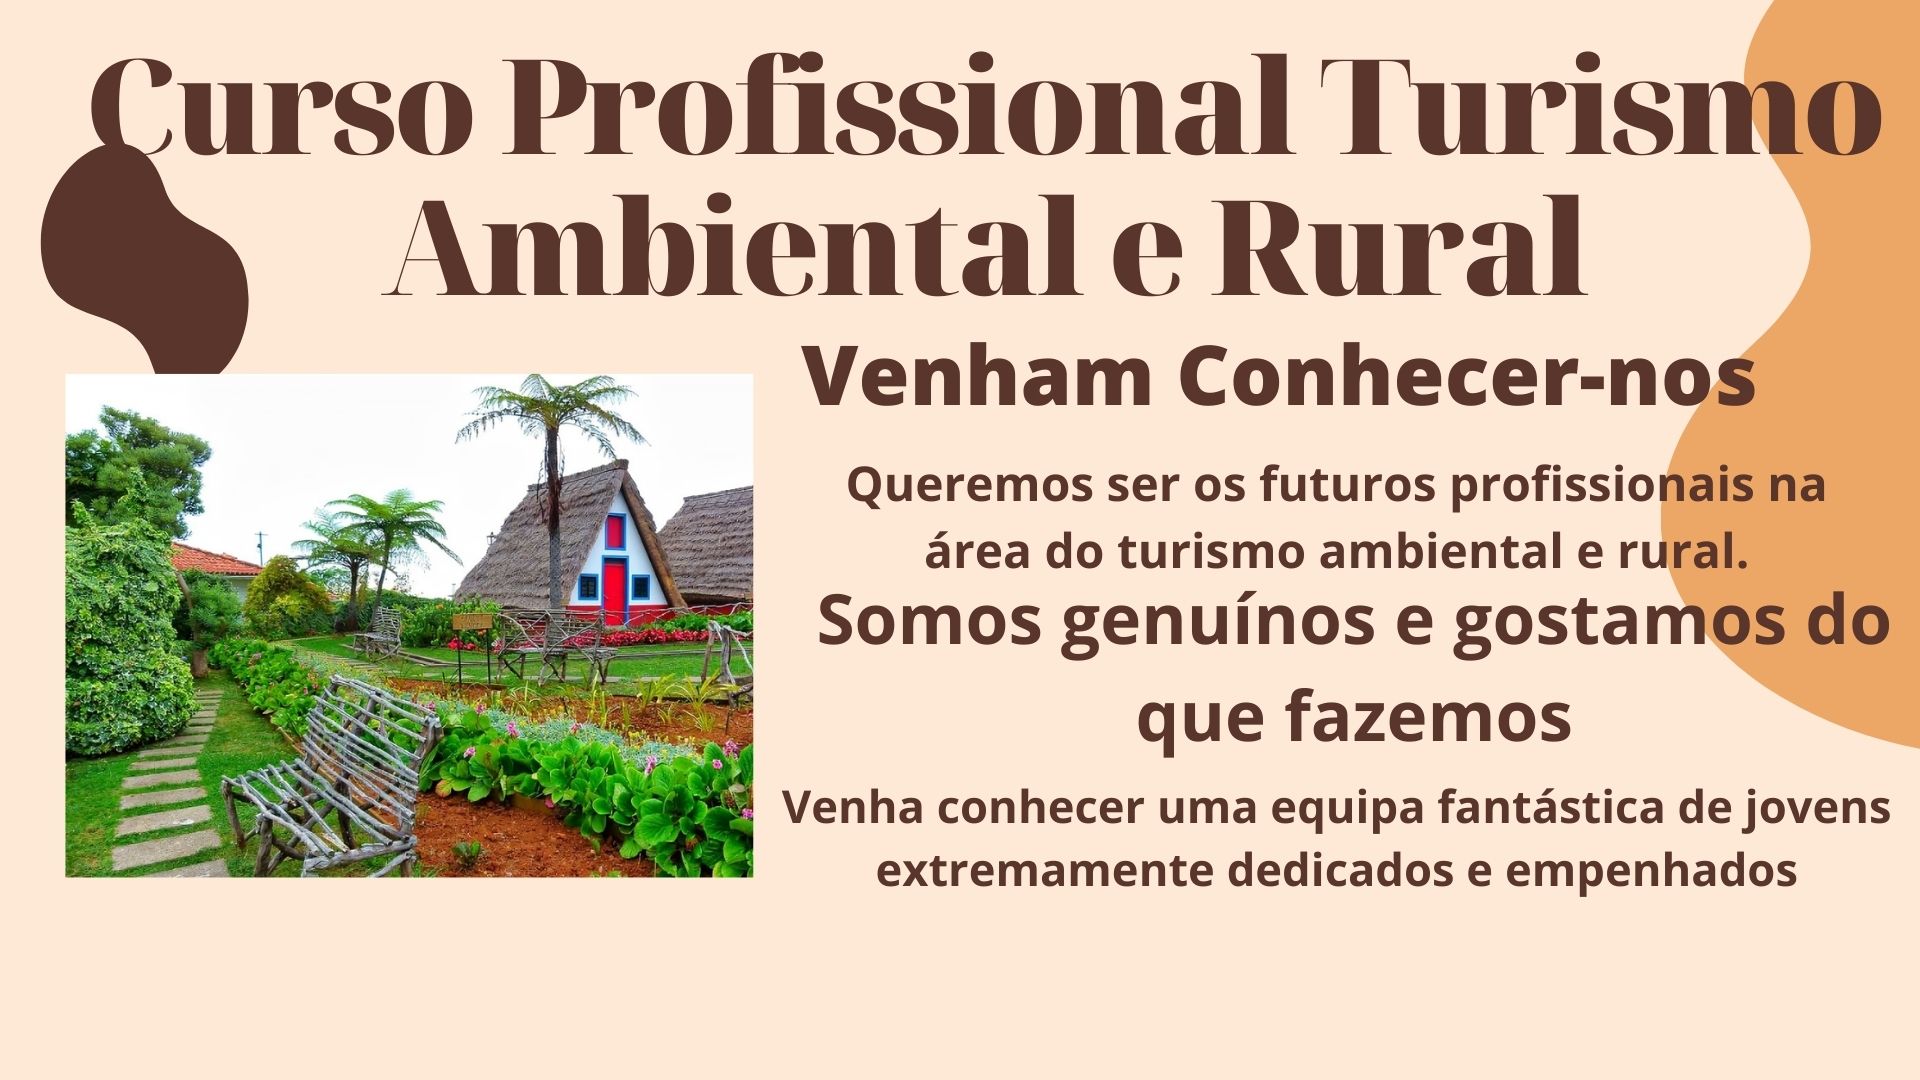 Curso Profissional Turismo
Ambiental e Rural
Venham Conhecer-nos
Queremos ser os futuros profissionais na
área do turismo ambiental e rural.
Somos genuínos e gostamos do
que fazemos
Venha conhecer uma equipa fantástica de jovens
extremamente dedicados e empenhados